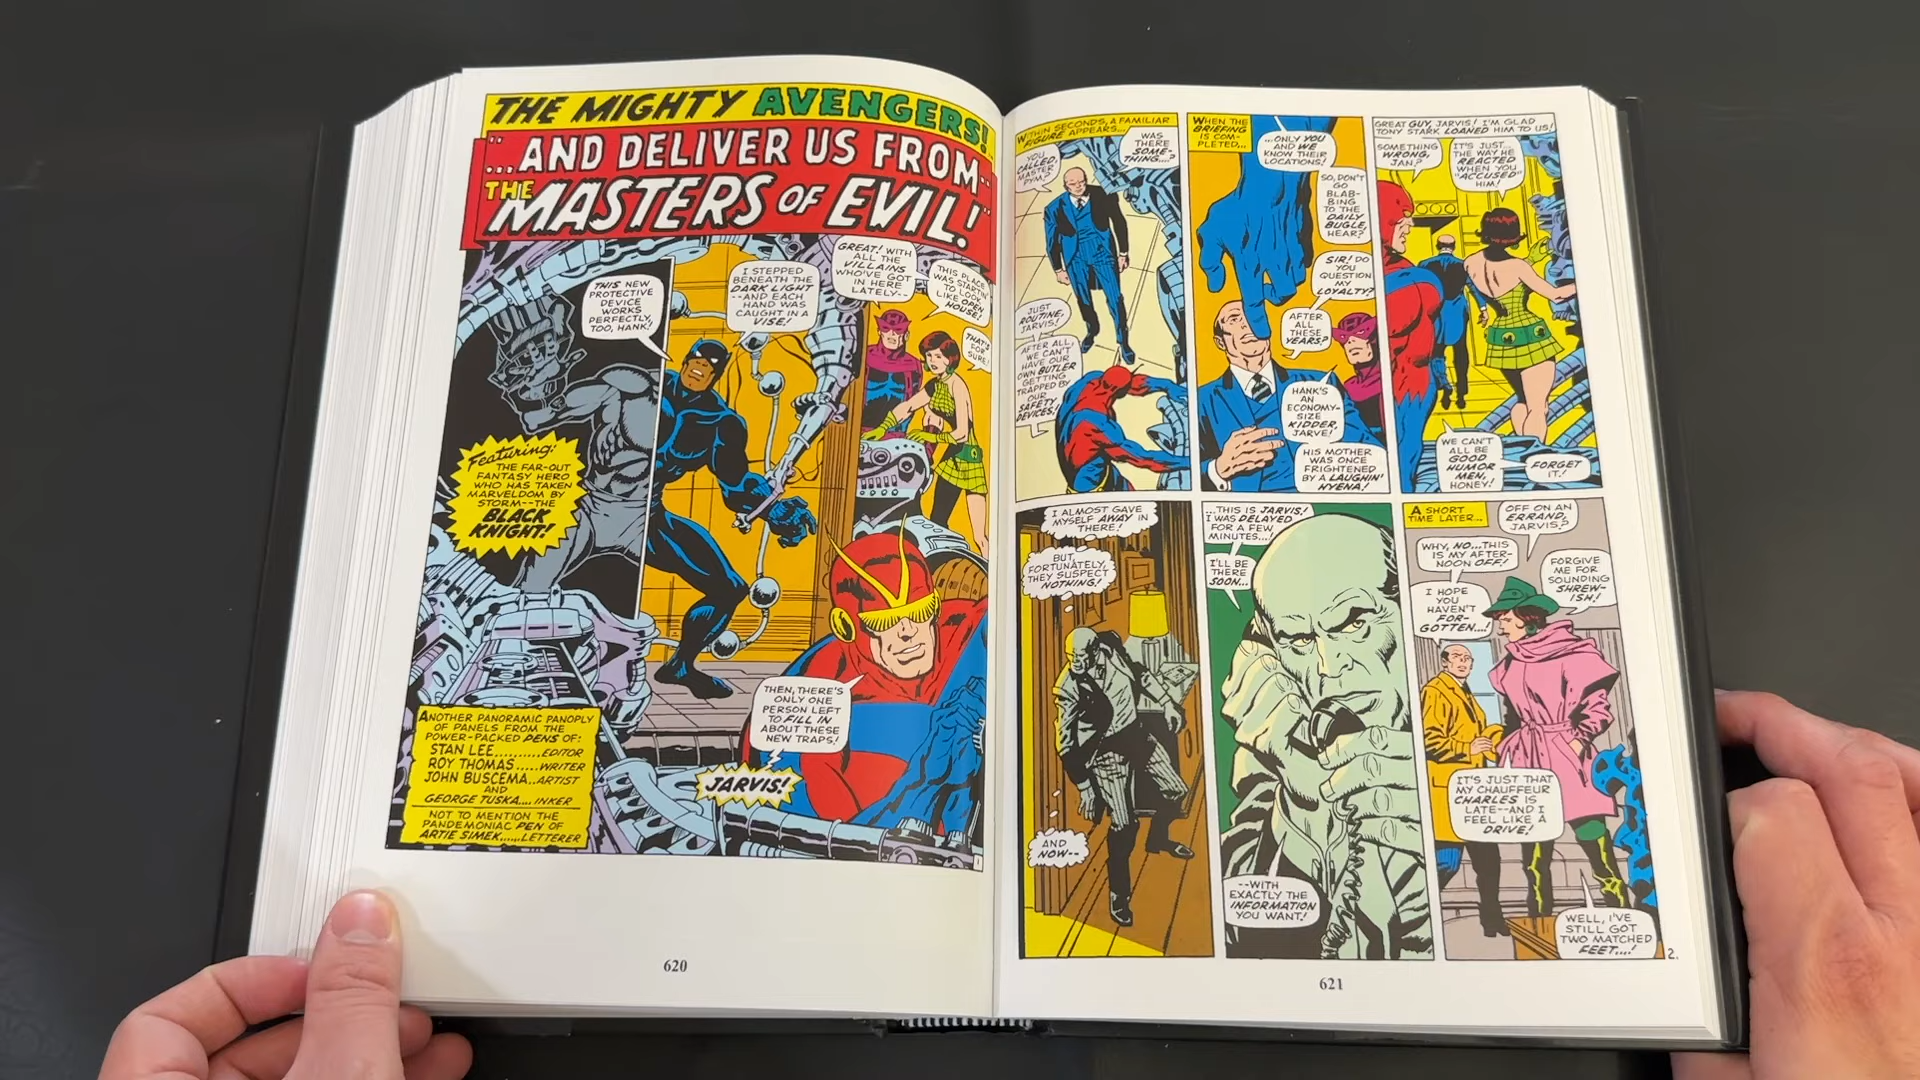 THE MIGHTY AVENGERS!
"...AND DELIVER US FROM--
THE
MASTERS OF EVIL!"
THIS NEW
PROTECTIVE
DEVICE
WORKS
PERFECTLY,
TOO, HANK!
I STEPPED
BENEATH THE
DARK LIGHT
--AND EACH
HAND WAS
CAUGHT IN A
VISE!
GREAT! WITH
ALL THE
VILLAINS
WHO'VE GOT
IN HERE
LATELY--
THIS PLACE
WAS STARTIN'
TO LOOK
LIKE OPEN
HOUSE!
THAT'S
FOR
SURE!
Featuring:
THE FAR-OUT
FANTASY HERO
WHO HAS TAKEN
MARVELDOM BY
STORM--THE
BLACK
KNIGHT!
THEN, THERE'S
ONLY ONE
PERSON LEFT
TO FILL IN
ABOUT THESE
NEW TRAPS!
JARVIS!
ANOTHER PANORAMIC PANOPLY
OF PANELS FROM THE
POWER-PACKED PENS OF:
STAN LEE..........EDITOR
ROY THOMAS.....WRITER
JOHN BUSCEMA...ARTIST
AND
GEORGE TUSKA.... INKER
NOT TO MENTION THE
PANDEMONIAC PEN OF
ARTIE SIMEK......LETTERER
1
620
WITHIN SECONDS, A FAMILIAR
FIGURE APPEARS...
YOU
CALLED,
MASTER
PYM?
WAS
THERE
SOME-
THING....?
JUST
ROUTINE,
JARVIS!
AFTER ALL,
WE CAN'T
HAVE OUR
OWN BUTLER
GETTING
TRAPPED BY
OUR
SAFETY
DEVICES!
WHEN THE
BRIEFING
IS COM-
PLETED...
...ONLY YOU
AND WE
KNOW THEIR
LOCATIONS!
SO, DON'T
GO
BLAB-
BING
TO THE
DAILY
BUGLE,
HEAR?
SIR! DO
YOU
QUESTION
MY
LOYALTY?
AFTER
ALL
THESE
YEARS?
HANK'S
AN
ECONOMY-
SIZE
KIDDER,
JARVE!
HIS MOTHER
WAS ONCE
FRIGHTENED
BY A LAUGHIN'
HYENA!
GREAT GUY, JARVIS! I'M GLAD
TONY STARK LOANED HIM TO US!
SOMETHING
WRONG,
JAN?
IT'S JUST...
THE WAY HE
REACTED
WHEN YOU
"ACCUSED"
HIM!
WE CAN'T
ALL BE
GOOD
HUMOR
MEN,
HONEY!
FORGET
IT!
I ALMOST GAVE
MYSELF AWAY IN
THERE!
BUT,
FORTUNATELY,
THEY SUSPECT
NOTHING!
AND
NOW--
...THIS IS JARVIS!
I WAS DELAYED
FOR A FEW
MINUTES...!
I'LL BE
THERE
SOON...
--WITH
EXACTLY THE
INFORMATION
YOU WANT!
A SHORT
TIME LATER...
OFF ON AN
ERRAND,
JARVIS?
WHY, NO...THIS
IS MY AFTER-
NOON OFF!
I HOPE
YOU
HAVEN'T
FOR-
GOTTEN....!
FORGIVE
ME FOR
SOUNDING
SHREW-
ISH!
IT'S JUST THAT
MY CHAUFFEUR
CHARLES IS
LATE--AND I
FEEL LIKE A
DRIVE!
WELL, I'VE
STILL GOT
TWO MATCHED
FEET....!
2.
621